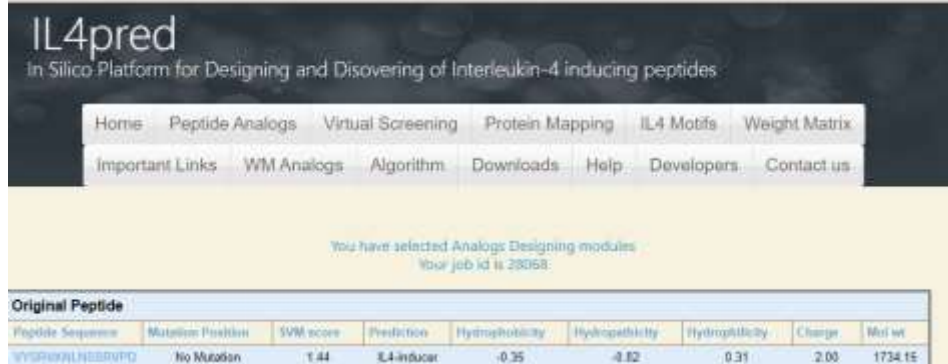 IL4pred
In Silico Platform for Designing and Disovering of Interleukin-4 inducing peptides
Home Peptide Analogs Virtual Screening Protein Mapping IL4 Motifs Weight Matrix
Important Links WM Analogs Algorithm Downloads Help Developers Contact us
You have selected Analogs Designing modules
Your job id is 28068
Original Peptide
Peptide Sequence Mutation Position SVM score Prediction Hydrophobicity Hydropathicity Hydrophilicity Charge Mol wt
No Mutation 1.44 IL4-inducer -0.35 -0.82 0.31 2.00 1734.15